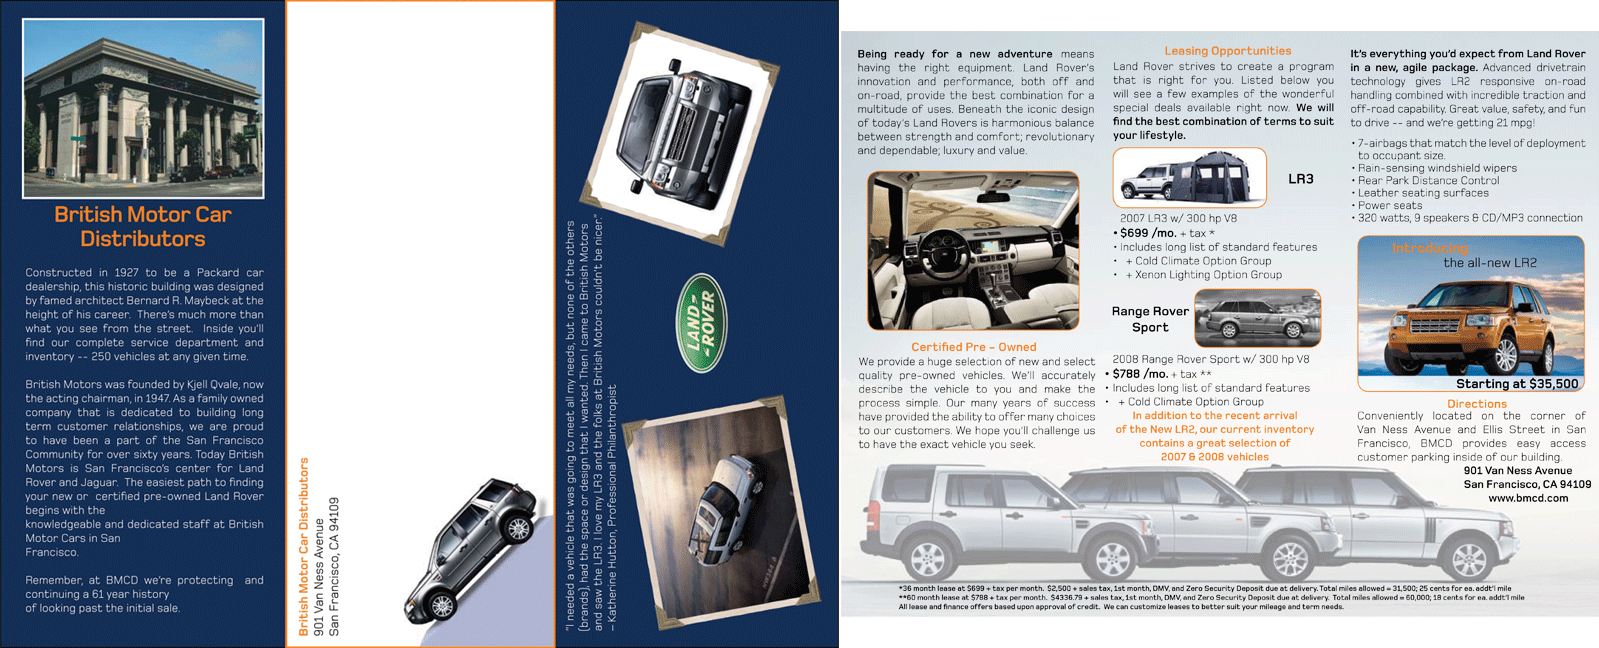 British Motor Car
Distributors
Constructed in 1927 to be a Packard car
dealership, this historic building was designed
by famed architect Bernard R. Maybeck at the
height of his career. There's much more than
what you see from the street. Inside you'll
find our complete service department and
inventory -- 250 vehicles at any given time.
British Motors was founded by Kjell Qvale, now
the acting chairman, in 1947. As a family owned
company that is dedicated to building long
term customer relationships, we are proud
to have been a part of the San Francisco
Community for over sixty years. Today British
Motors is San Francisco's center for Land
Rover and Jaguar. The easiest path to finding
your new or certified pre-owned Land Rover
begins with the
knowledgeable and dedicated staff at British
Motor Cars in San
Francisco.
Remember, at BMCD we're protecting and
continuing a 61 year history
of looking past the initial sale.
British Motor Car Distributors
901 Van Ness Avenue
San Francisco, CA 94109
"I needed a vehicle that was going to meet all my needs, but none of the others
(brands), had the space or design that I wanted. Then I came to British Motors
and saw the LR3. I love my LR3 and the folks at British Motors couldn't be nicer."
– Katherine Hutton, Professional Philanthropist
LAND
ROVER
Being ready for a new adventure means
having the right equipment. Land Rover's
innovation and performance, both off and
on-road, provide the best combination for a
multitude of uses. Beneath the iconic design
of today's Land Rovers is harmonious balance
between strength and comfort; revolutionary
and dependable; luxury and value.
Certified Pre - Owned
We provide a huge selection of new and select
quality pre-owned vehicles. We'll accurately
describe the vehicle to you and make the
process simple. Our many years of success
have provided the ability to offer many choices
to our customers. We hope you'll challenge us
to have the exact vehicle you seek.
Leasing Opportunities
Land Rover strives to create a program
that is right for you. Listed below you
will see a few examples of the wonderful
special deals available right now. We will
find the best combination of terms to suit
your lifestyle.
LR3
2007 LR3 w/ 300 hp V8
• $699 /mo. + tax *
• Includes long list of standard features
• + Cold Climate Option Group
• + Xenon Lighting Option Group
Range Rover
Sport
2008 Range Rover Sport w/ 300 hp V8
• $788 /mo. + tax **
• Includes long list of standard features
• + Cold Climate Option Group
In addition to the recent arrival
of the New LR2, our current inventory
contains a great selection of
2007 & 2008 vehicles
It's everything you'd expect from Land Rover
in a new, agile package. Advanced drivetrain
technology gives LR2 responsive on-road
handling combined with incredible traction and
off-road capability. Great value, safety, and fun
to drive -- and we're getting 21 mpg!
• 7-airbags that match the level of deployment
to occupant size.
• Rain-sensing windshield wipers
• Rear Park Distance Control
• Leather seating surfaces
• Power seats
• 320 watts, 9 speakers & CD/MP3 connection
Introducing
the all-new LR2
Starting at $35,500
Directions
Conveniently located on the corner of
Van Ness Avenue and Ellis Street in San
Francisco, BMCD provides easy access
customer parking inside of our building.
901 Van Ness Avenue
San Francisco, CA 94109
www.bmcd.com
*36 month lease at $699 + tax per month. $2,500 + sales tax, 1st month, DMV, and Zero Security Deposit due at delivery. Total miles allowed = 31,500; 25 cents for ea. addt'l mile
**60 month lease at $788 + tax per month. $4336.79 + sales tax, 1st month, DMV, and Zero Security Deposit due at delivery. Total miles allowed = 60,000; 18 cents for ea. addt'l mile
All lease and finance offers based upon approval of credit. We can customize leases to better suit your mileage and term needs.